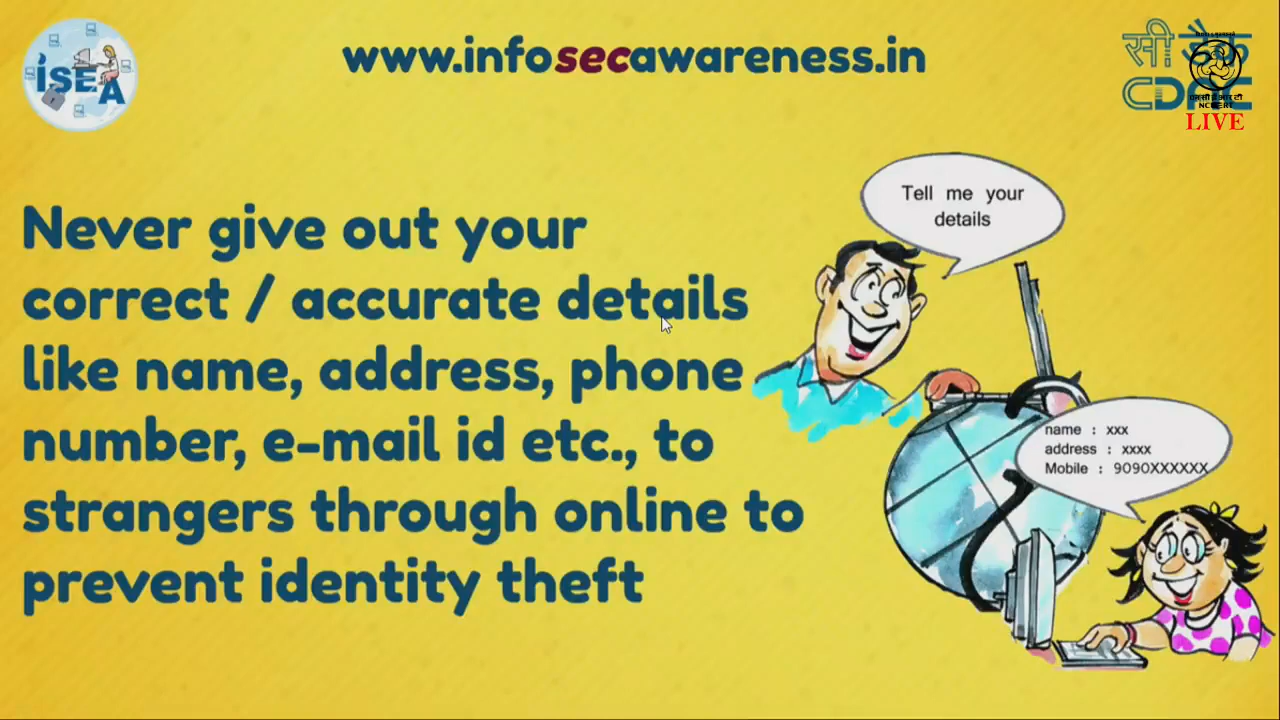 iSEA
www.infosecawareness.in
सी डैक
CDAC
NCERT
LIVE
Tell me your
details
Never give out your
correct / accurate details
like name, address, phone
number, e-mail id etc., to
strangers through online to
prevent identity theft
name : xxx
address : xxxx
Mobile : 9090XXXXXX